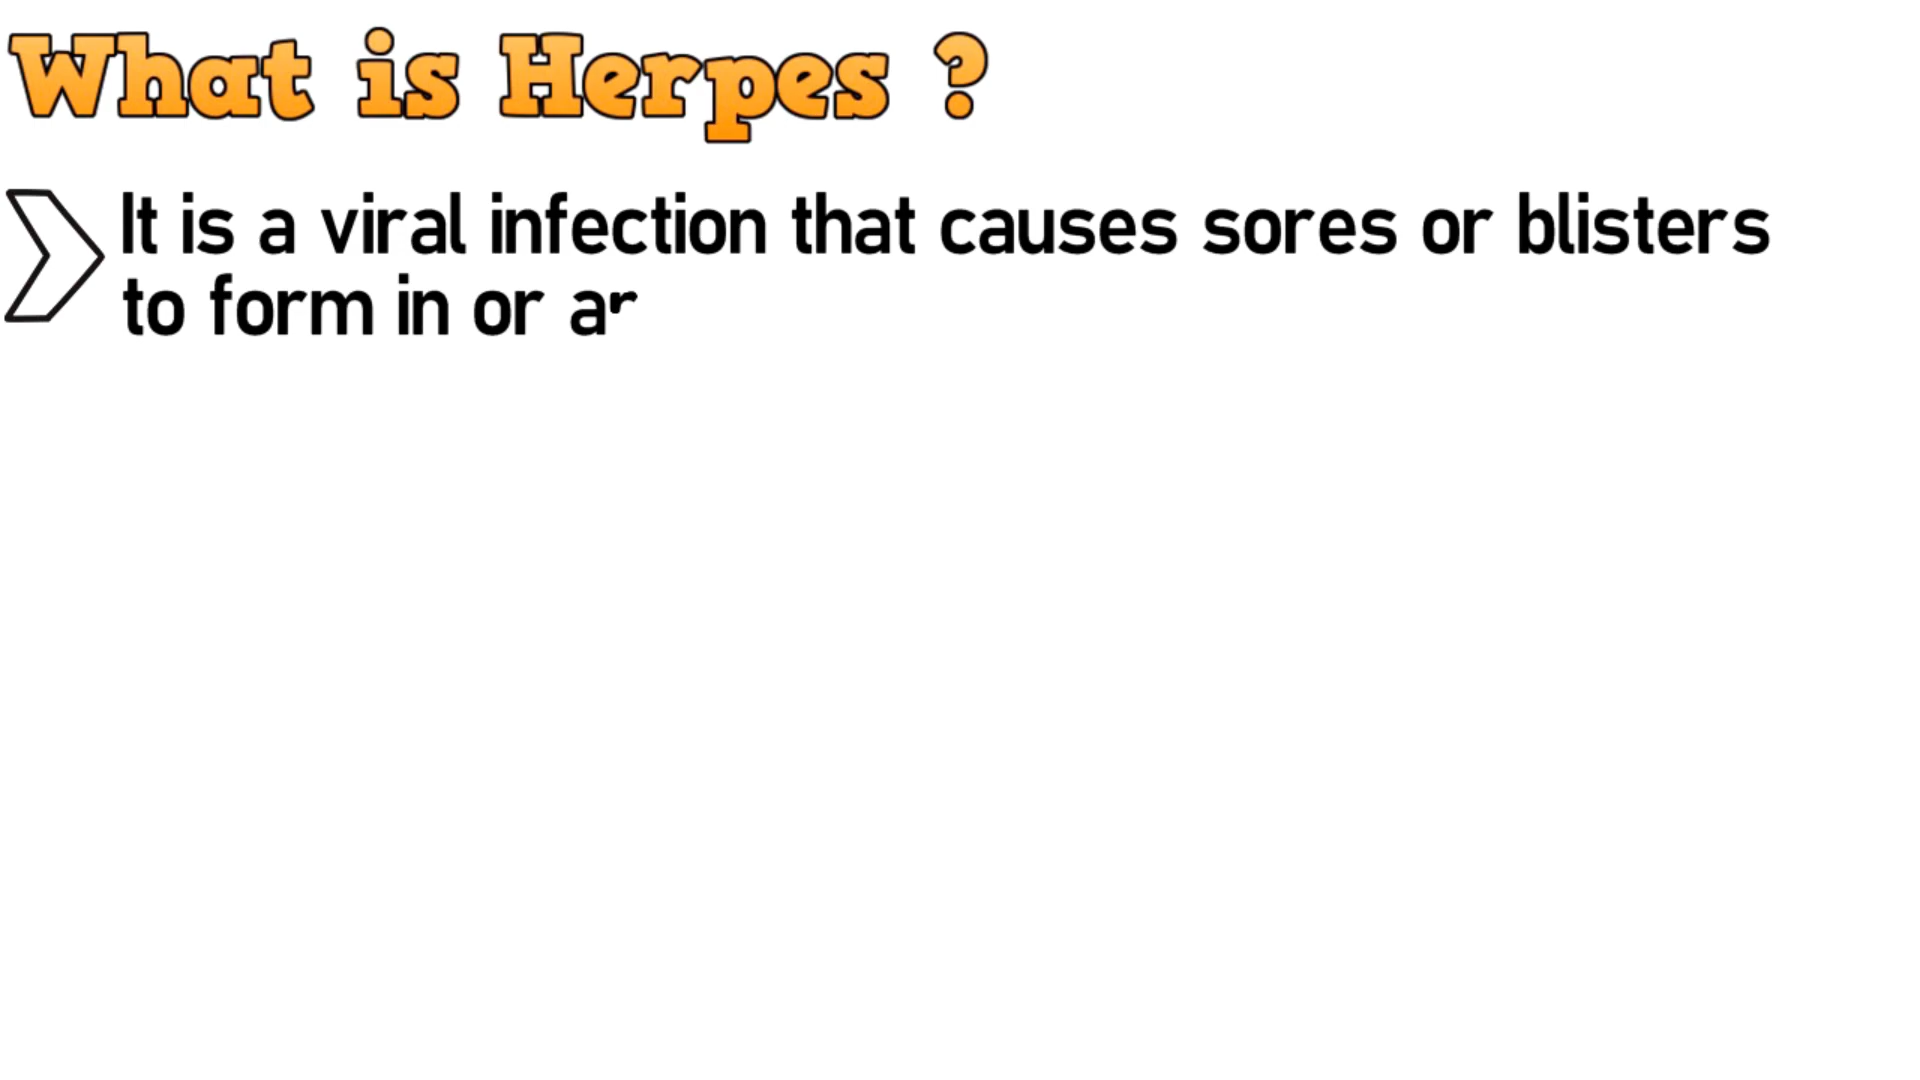 What is Herpes ?
It is a viral infection that causes sores or blisters
to form in or ar